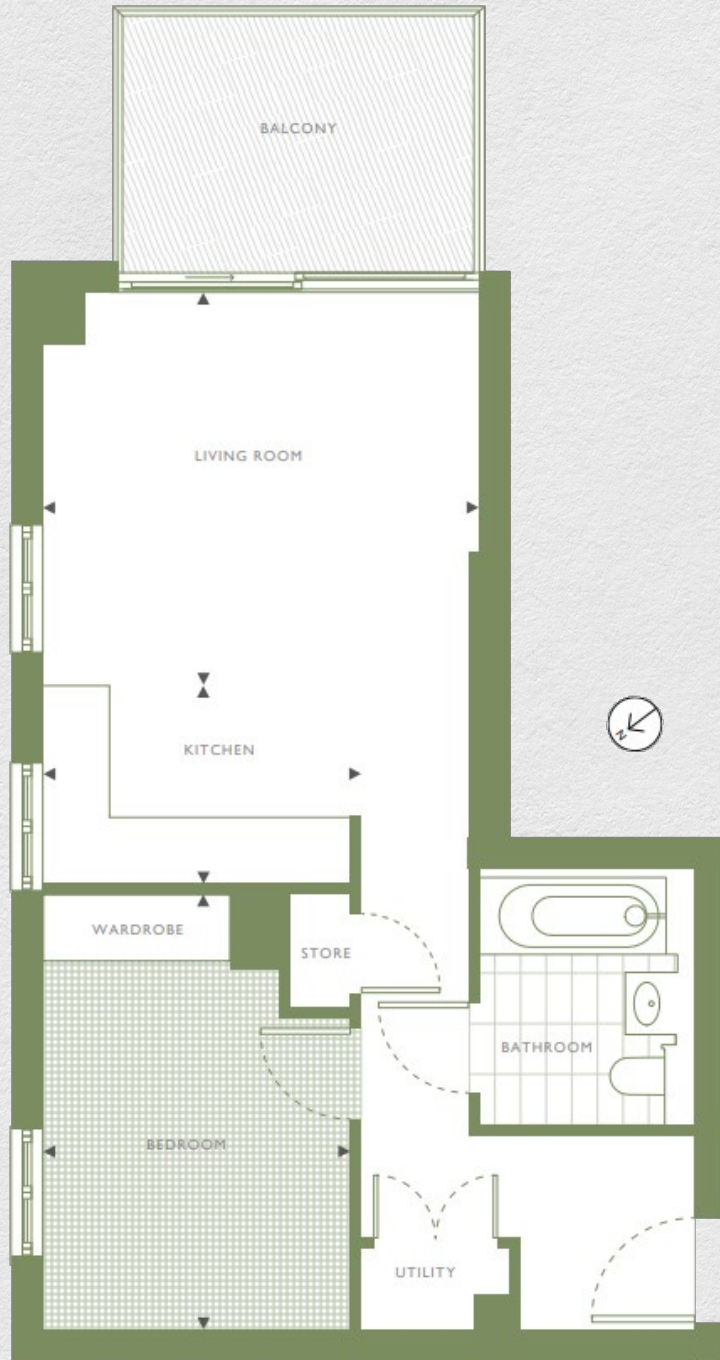 BALCONY
LIVING ROOM
N
KITCHEN
WARDROBE
STORE
BATHROOM
BEDROOM
UTILITY